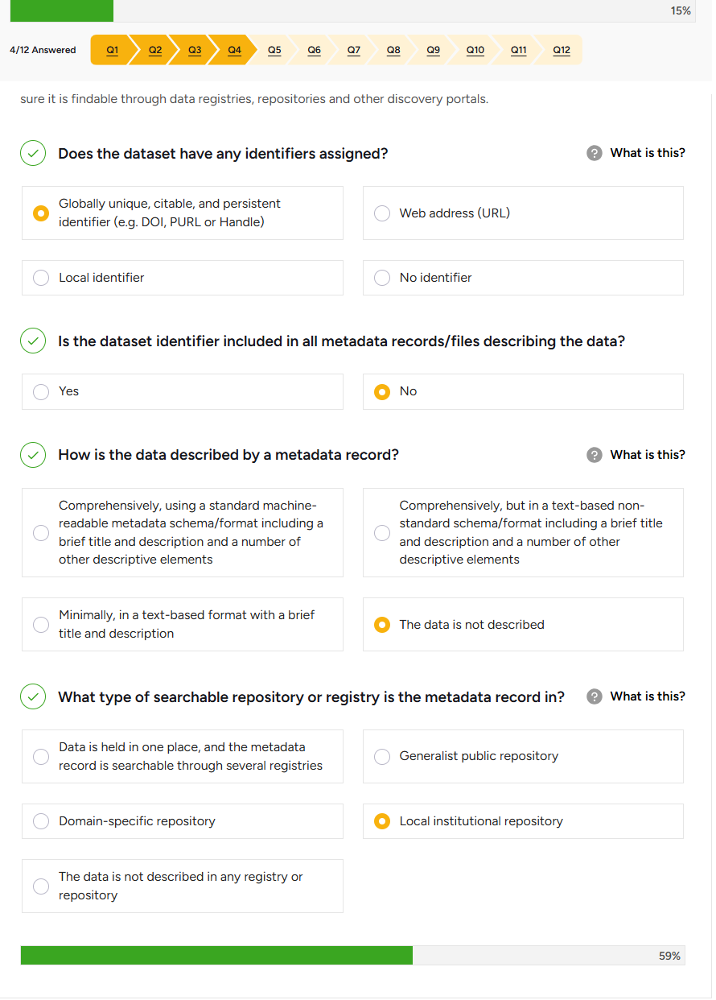 15%
4/12 Answered
Q1 Q2 Q3 Q4 Q5 Q6 Q7 Q8 Q9 Q10 Q11 Q12
sure it is findable through data registries, repositories and other discovery portals.
Does the dataset have any identifiers assigned?
? What is this?
Globally unique, citable, and persistent
identifier (e.g. DOI, PURL or Handle)
Web address (URL)
Local identifier
No identifier
Is the dataset identifier included in all metadata records/files describing the data?
Yes
No
How is the data described by a metadata record?
? What is this?
Comprehensively, using a standard machine-
readable metadata schema/format including a
brief title and description and a number of
other descriptive elements
Comprehensively, but in a text-based non-
standard schema/format including a brief title
and description and a number of other
descriptive elements
Minimally, in a text-based format with a brief
title and description
The data is not described
What type of searchable repository or registry is the metadata record in?
? What is this?
Data is held in one place, and the metadata
record is searchable through several registries
Generalist public repository
Domain-specific repository
Local institutional repository
The data is not described in any registry or
repository
59%